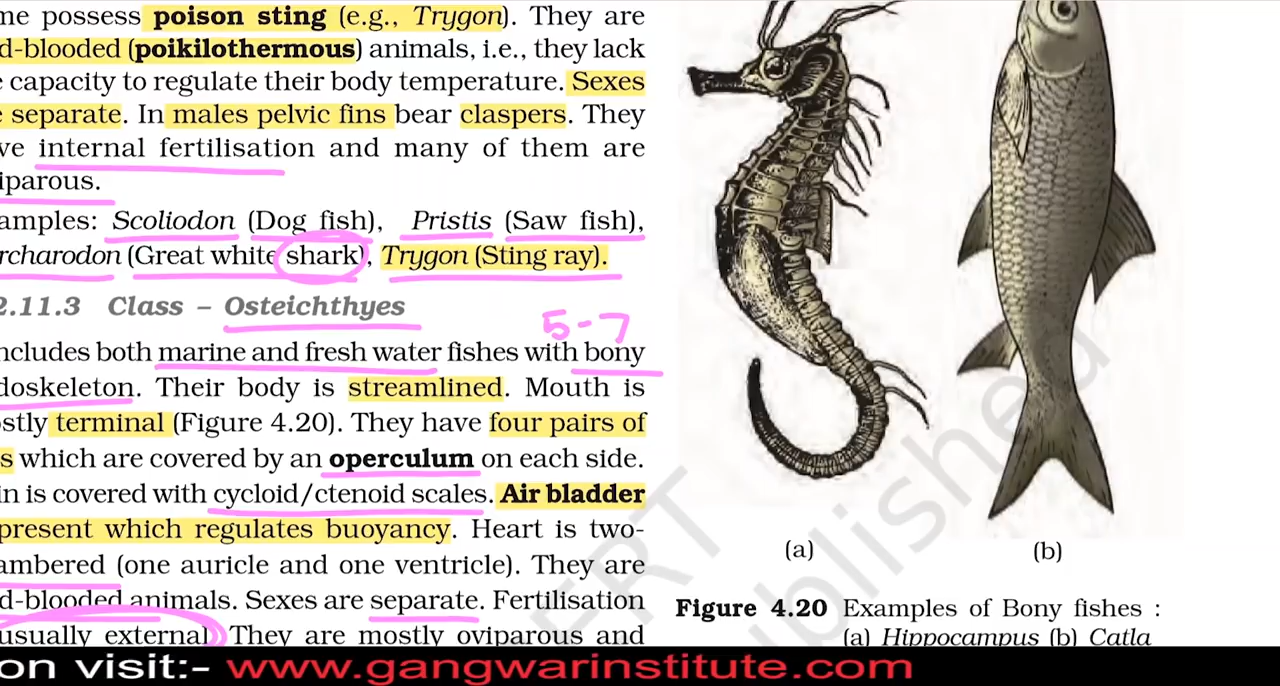 me possess poison sting (e.g., Trygon). They are
d-blooded (poikilothermous) animals, i.e., they lack
e capacity to regulate their body temperature. Sexes
e separate. In males pelvic fins bear claspers. They
ve internal fertilisation and many of them are
iparous.
amples: Scoliodon (Dog fish), Pristis (Saw fish),
rcharodon (Great white shark), Trygon (Sting ray).
2.11.3 Class – Osteichthyes
5-7
ncludes both marine and fresh water fishes with bony
doskeleton. Their body is streamlined. Mouth is
ostly terminal (Figure 4.20). They have four pairs of
s which are covered by an operculum on each side.
in is covered with cycloid/ctenoid scales. Air bladder
present which regulates buoyancy. Heart is two-
ambered (one auricle and one ventricle). They are
d-blooded animals. Sexes are separate. Fertilisation
usually external. They are mostly oviparous and
(a) (b)
Figure 4.20 Examples of Bony fishes :
(a) Hippocampus (b) Catla
ERT
ublished
on visit:- www.gangwarinstitute.com